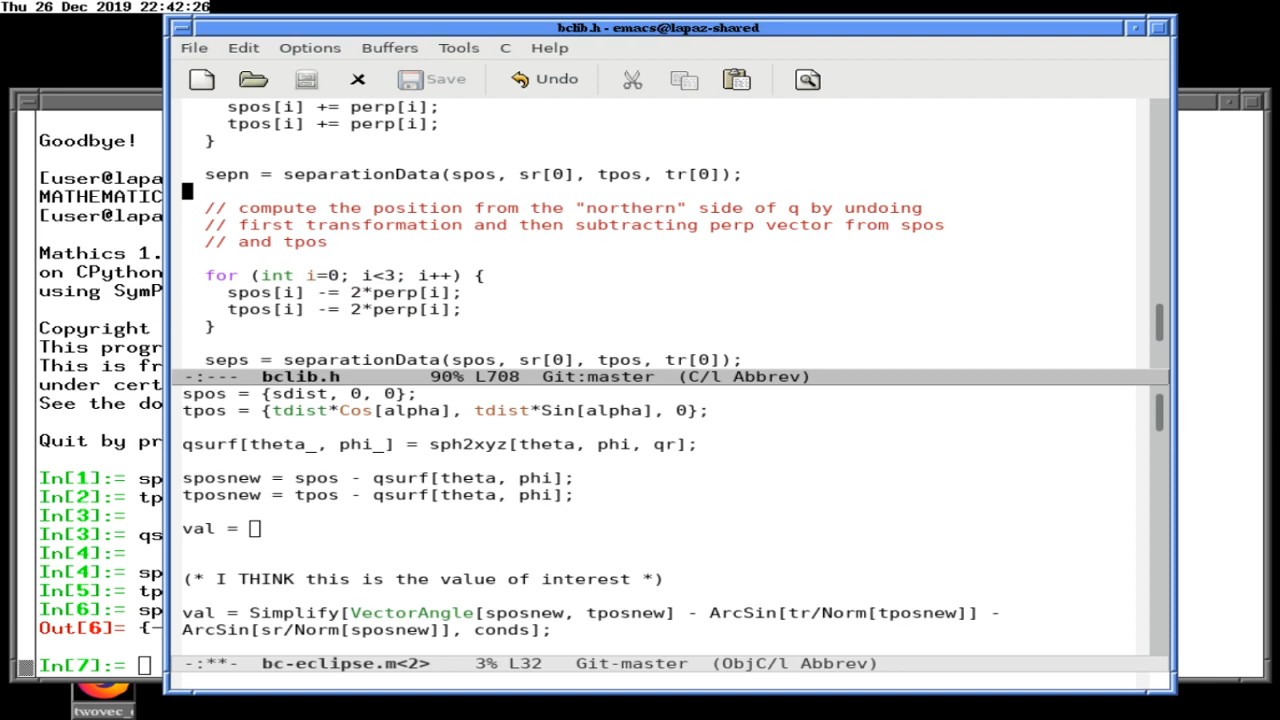 Thu 26 Dec 2019 22:42:26
bclib.h - emacs@lapaz-shared
File Edit Options Buffers Tools C Help
Save Undo
spos[i] += perp[i];
tpos[i] += perp[i];
}
sepn = separationData(spos, sr[0], tpos, tr[0]);
// compute the position from the "northern" side of q by undoing
// first transformation and then subtracting perp vector from spos
// and tpos
for (int i=0; i<3; i++) {
spos[i] -= 2*perp[i];
tpos[i] -= 2*perp[i];
}
seps = separationData(spos, sr[0], tpos, tr[0]);
-:--- bclib.h 90% L708 Git:master (C/l Abbrev)
spos = {sdist, 0, 0};
tpos = {tdist*Cos[alpha], tdist*Sin[alpha], 0};
qsurf[theta_, phi_] = sph2xyz[theta, phi, qr];
sposnew = spos - qsurf[theta, phi];
tposnew = tpos - qsurf[theta, phi];
val =
(* I THINK this is the value of interest *)
val = Simplify[VectorAngle[sposnew, tposnew] - ArcSin[tr/Norm[tposnew]] -
ArcSin[sr/Norm[sposnew]], conds];
-:**- bc-eclipse.m<2> 3% L32 Git-master (ObjC/l Abbrev)
Goodbye!
[user@lapa
MATHEMATIC
[user@lapa
Mathics 1.
on CPython
using SymP
Copyright
This progr
This is fr
under cert
See the do
Quit by pr
In[1]:= sp
In[2]:= tp
In[3]:=
In[3]:= qs
In[4]:=
In[4]:= sp
In[5]:= tp
In[6]:= sp
Out[6]= {-
In[7]:=
twovec_